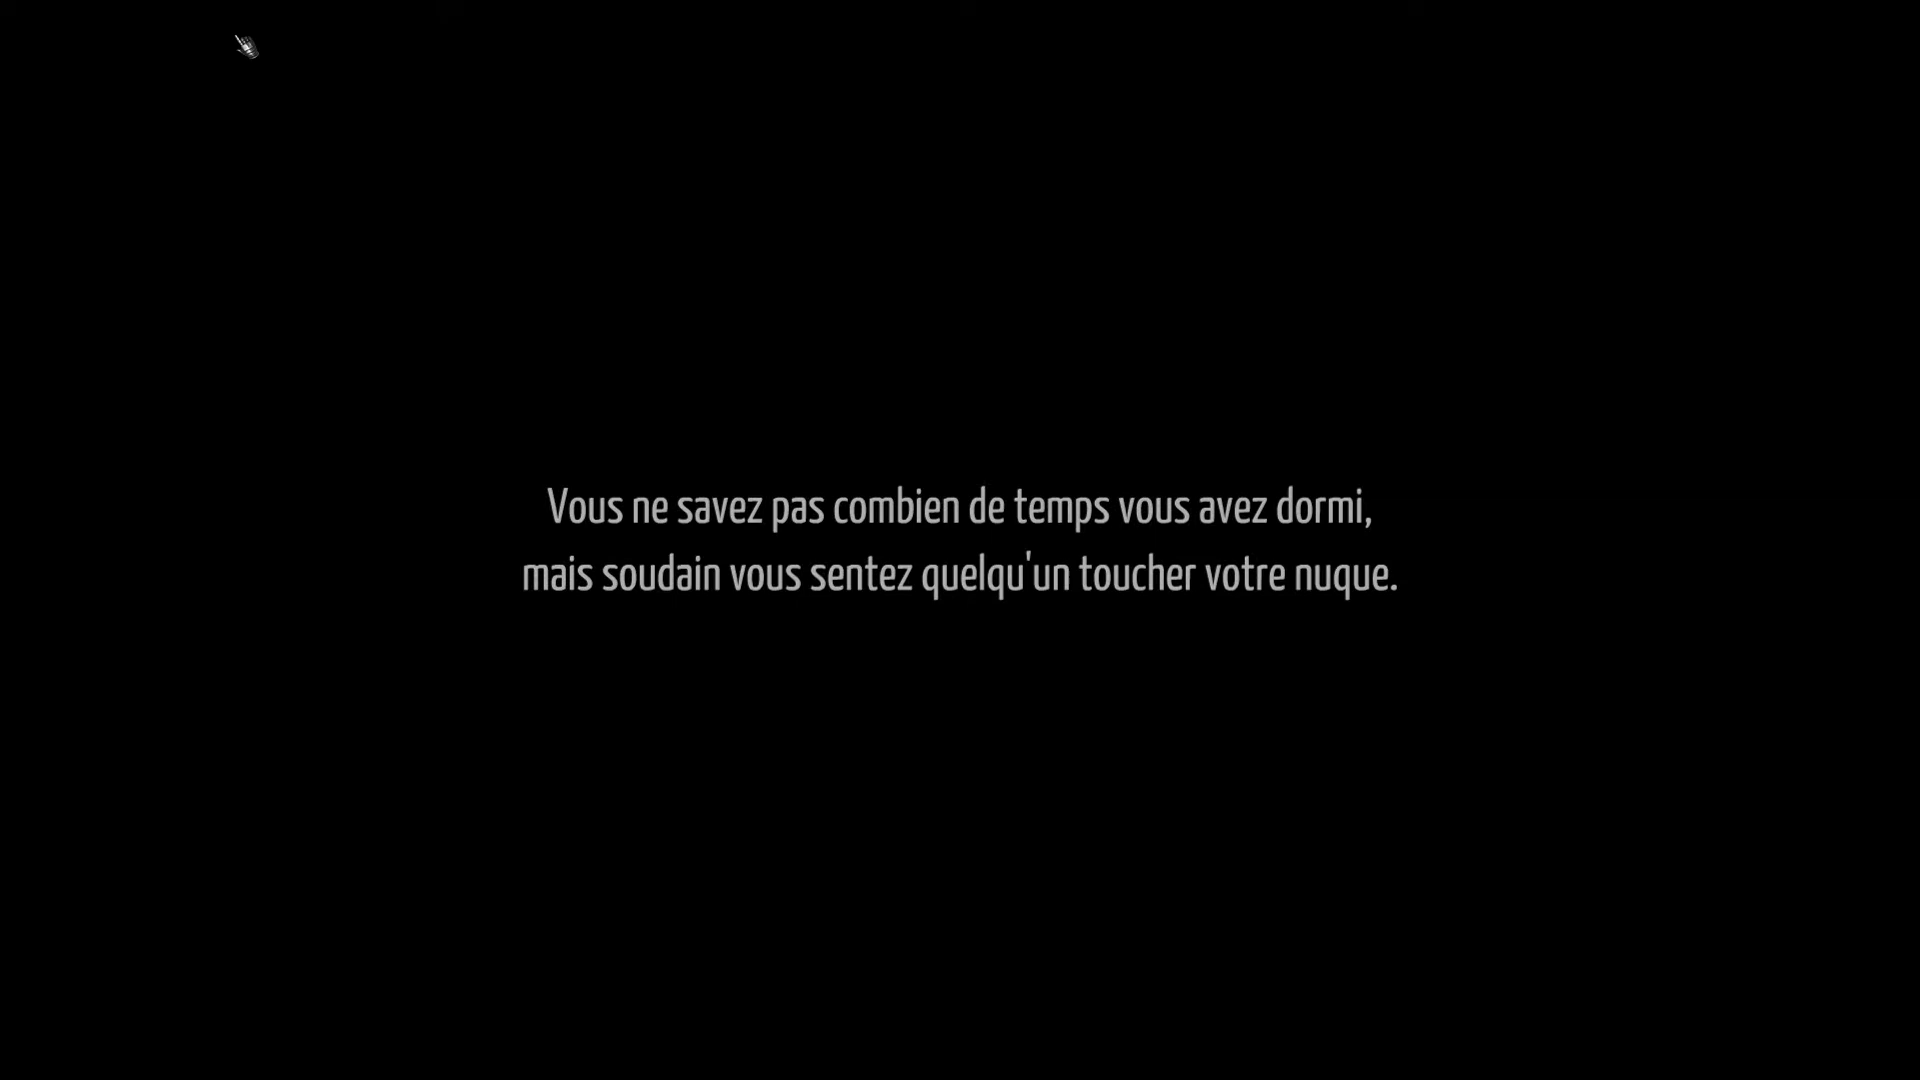 Vous ne savez pas combien de temps vous avez dormi,
mais soudain vous sentez quelqu'un toucher votre nuque.